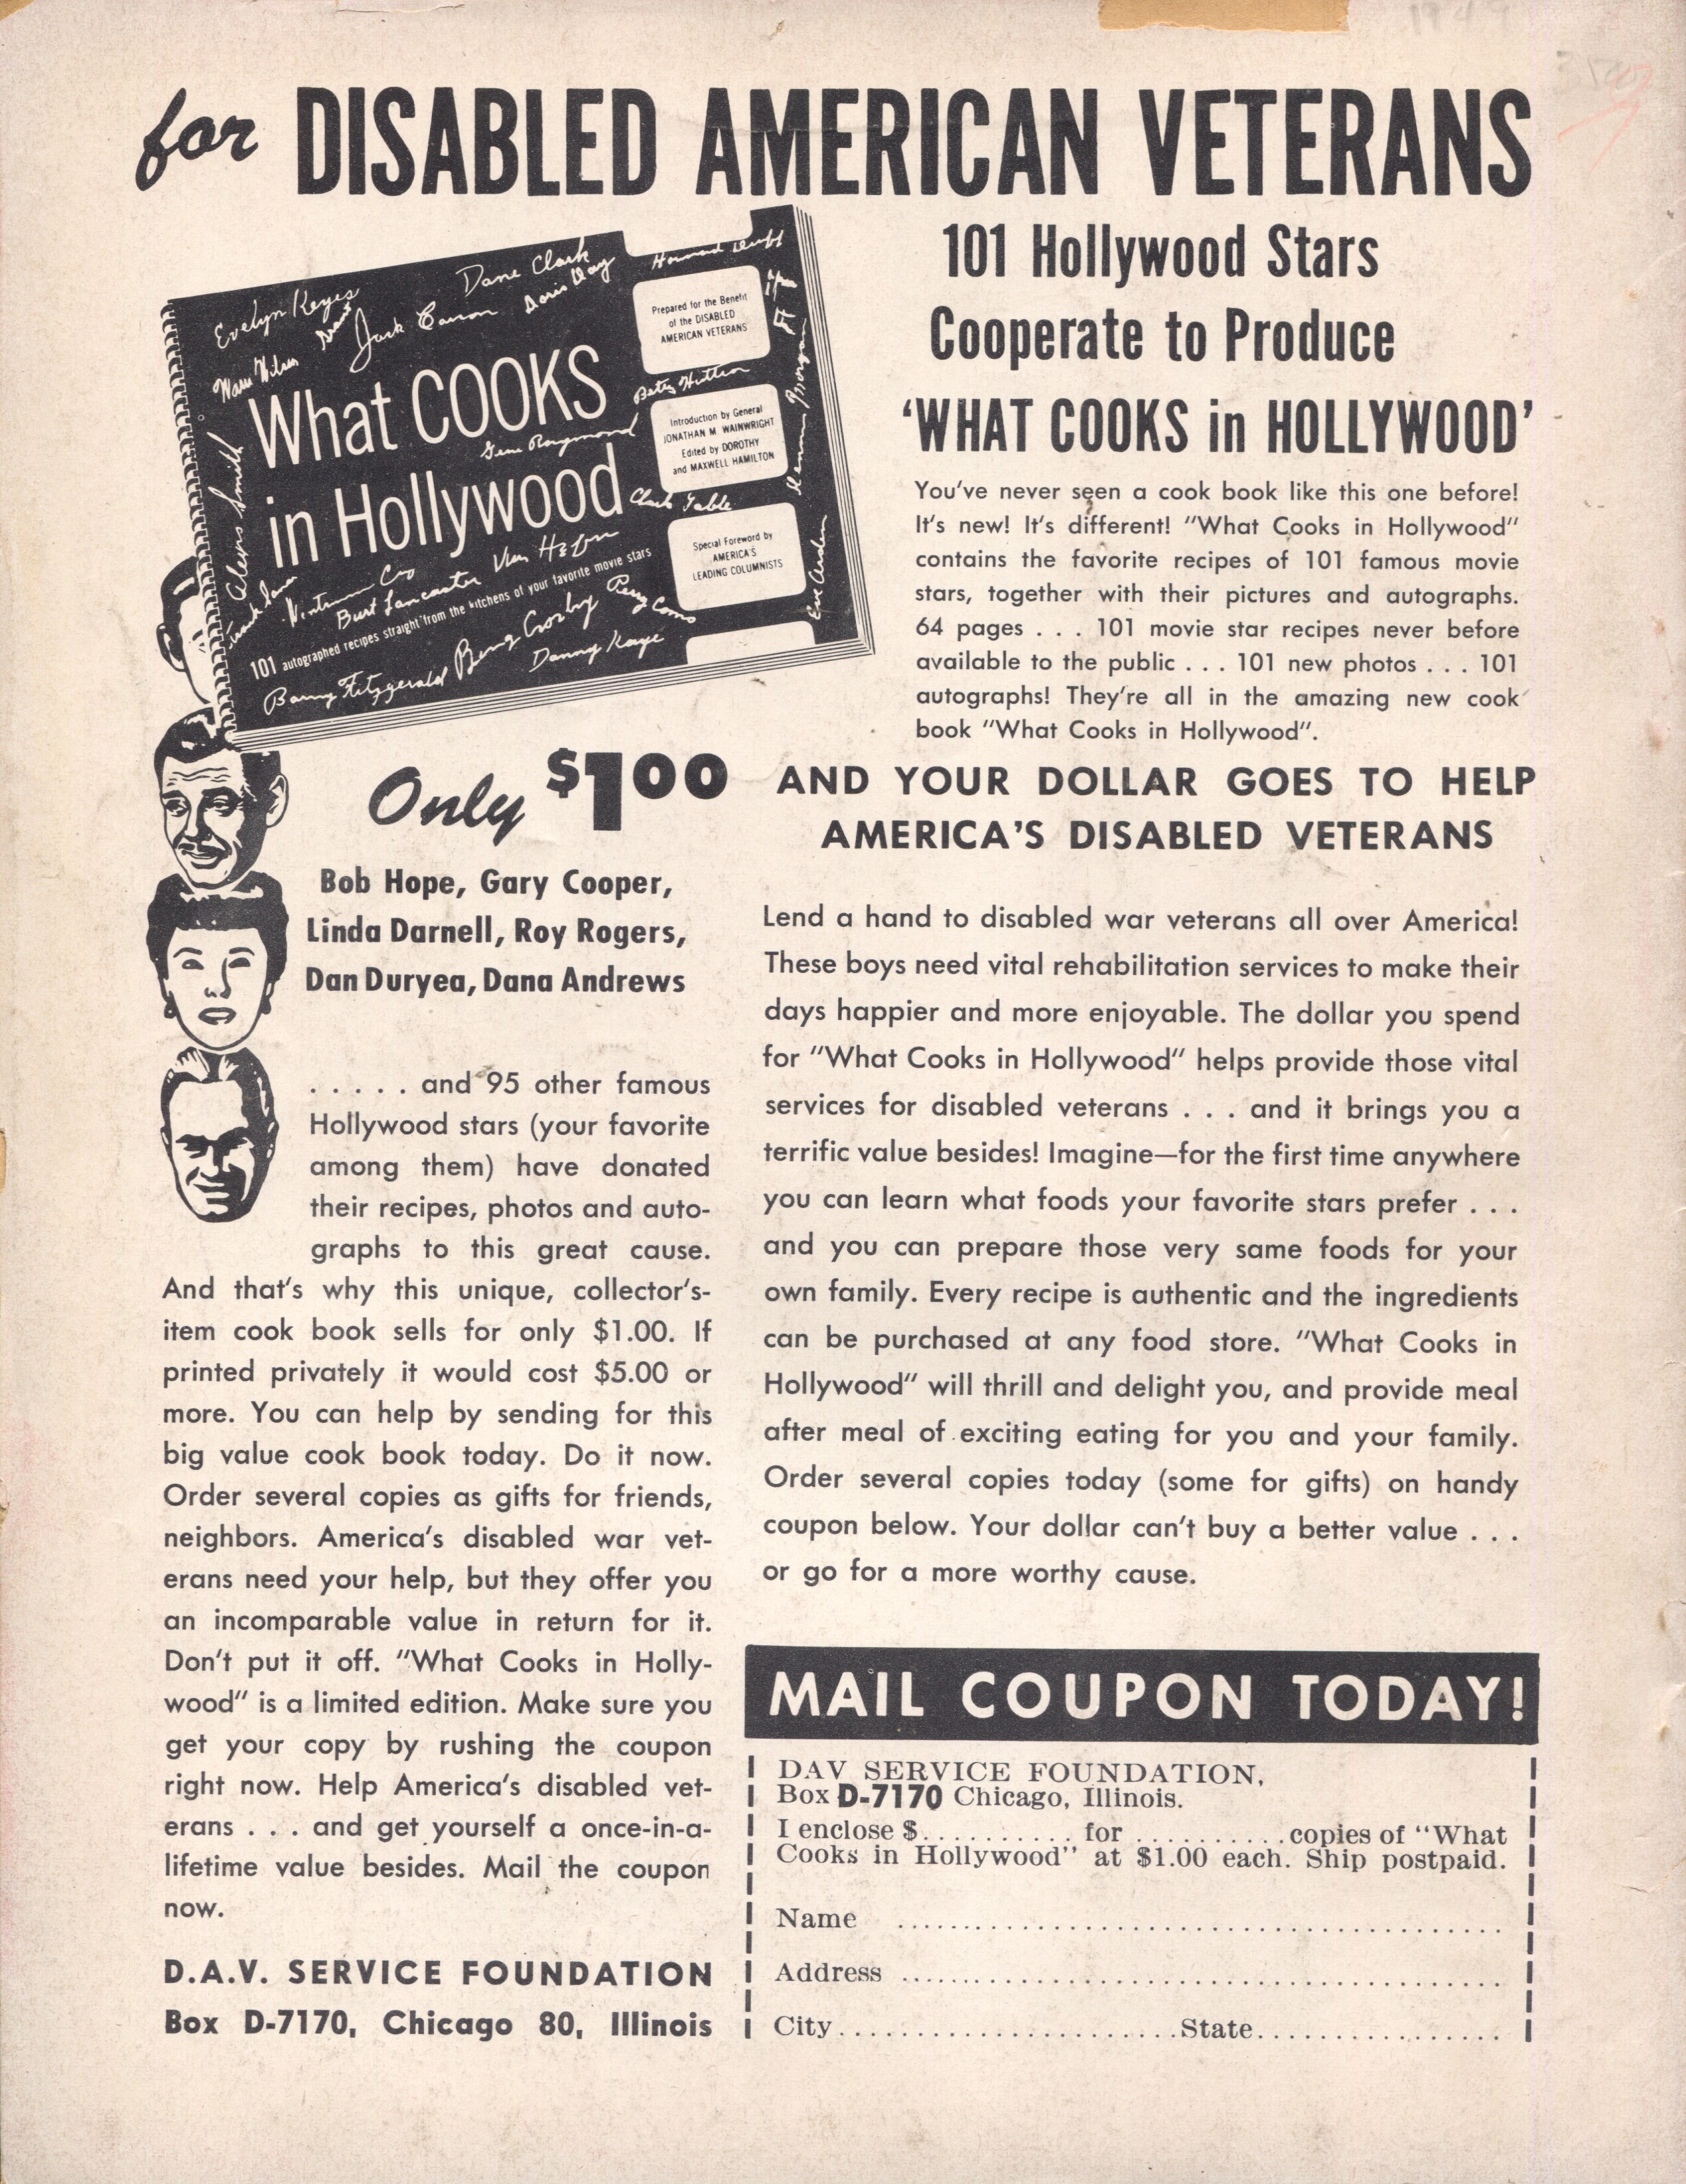 1949
for DISABLED AMERICAN VETERANS
Evelyn Keyes
Dane Clark
Jack Carson
Doris Day
Howard Duff
Marie Wilson
What COOKS
in Hollywood
Prepared for the Benefit
of the DISABLED
AMERICAN VETERANS
Betty Hutton
Gene Raymond
Introduction by General
JONATHAN M. WAINWRIGHT
Edited by DOROTHY
and MAXWELL HAMILTON
Dennis Morgan
Alexis Smith
Clark Gable
Special Foreword by
AMERICA'S
LEADING COLUMNISTS
Eve Arden
Van Heflin
Burt Lancaster
101 autographed recipes straight from the kitchens of your favorite movie stars
Perry Como
Bing Crosby
Danny Kaye
Barry Fitzgerald
101 Hollywood Stars
Cooperate to Produce
'WHAT COOKS in HOLLYWOOD'
You've never seen a cook book like this one before!
It's new! It's different! "What Cooks in Hollywood"
contains the favorite recipes of 101 famous movie
stars, together with their pictures and autographs.
64 pages . . . 101 movie star recipes never before
available to the public . . . 101 new photos . . . 101
autographs! They're all in the amazing new cook
book "What Cooks in Hollywood".
Only $1.00
AND YOUR DOLLAR GOES TO HELP
AMERICA'S DISABLED VETERANS
Bob Hope, Gary Cooper,
Linda Darnell, Roy Rogers,
Dan Duryea, Dana Andrews
. . . . . and 95 other famous
Hollywood stars (your favorite
among them) have donated
their recipes, photos and auto-
graphs to this great cause.
And that's why this unique, collector's-
item cook book sells for only $1.00. If
printed privately it would cost $5.00 or
more. You can help by sending for this
big value cook book today. Do it now.
Order several copies as gifts for friends,
neighbors. America's disabled war vet-
erans need your help, but they offer you
an incomparable value in return for it.
Don't put it off. "What Cooks in Holly-
wood" is a limited edition. Make sure you
get your copy by rushing the coupon
right now. Help America's disabled vet-
erans . . . and get yourself a once-in-a-
lifetime value besides. Mail the coupon
now.
D.A.V. SERVICE FOUNDATION
Box D-7170, Chicago 80, Illinois
Lend a hand to disabled war veterans all over America!
These boys need vital rehabilitation services to make their
days happier and more enjoyable. The dollar you spend
for "What Cooks in Hollywood" helps provide those vital
services for disabled veterans . . . and it brings you a
terrific value besides! Imagine—for the first time anywhere
you can learn what foods your favorite stars prefer . . .
and you can prepare those very same foods for your
own family. Every recipe is authentic and the ingredients
can be purchased at any food store. "What Cooks in
Hollywood" will thrill and delight you, and provide meal
after meal of exciting eating for you and your family.
Order several copies today (some for gifts) on handy
coupon below. Your dollar can't buy a better value . . .
or go for a more worthy cause.
MAIL COUPON TODAY!
DAV SERVICE FOUNDATION,
Box D-7170 Chicago, Illinois.
I enclose $.......... for ..........copies of "What
Cooks in Hollywood" at $1.00 each. Ship postpaid.
Name ........................................
Address ........................................
City.......................State.................